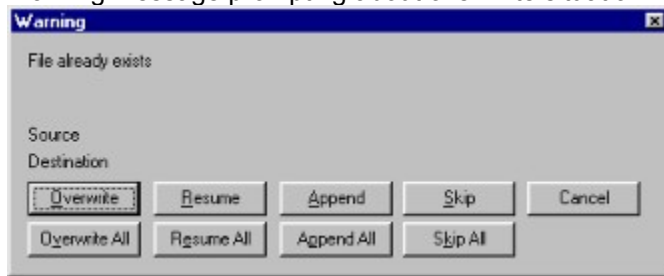 Warning
File already exists
Source
Destination
Overwrite Resume Append Skip Cancel
Overwrite All Resume All Append All Skip All